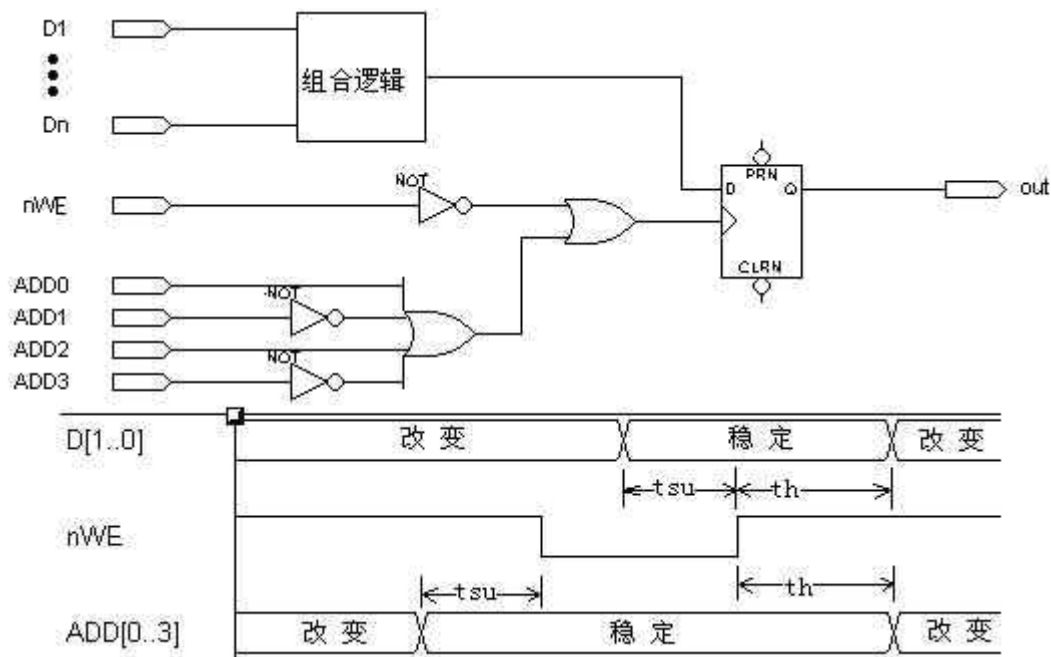 D1
组合逻辑
Dn
NOT
nWE
PRN
D Q
out
CLRN
ADD0
NOT
ADD1
ADD2
NOT
ADD3
D[1..0] 改变 稳定 改变
tsu th
nWE
tsu th
ADD[0..3] 改变 稳定 改变